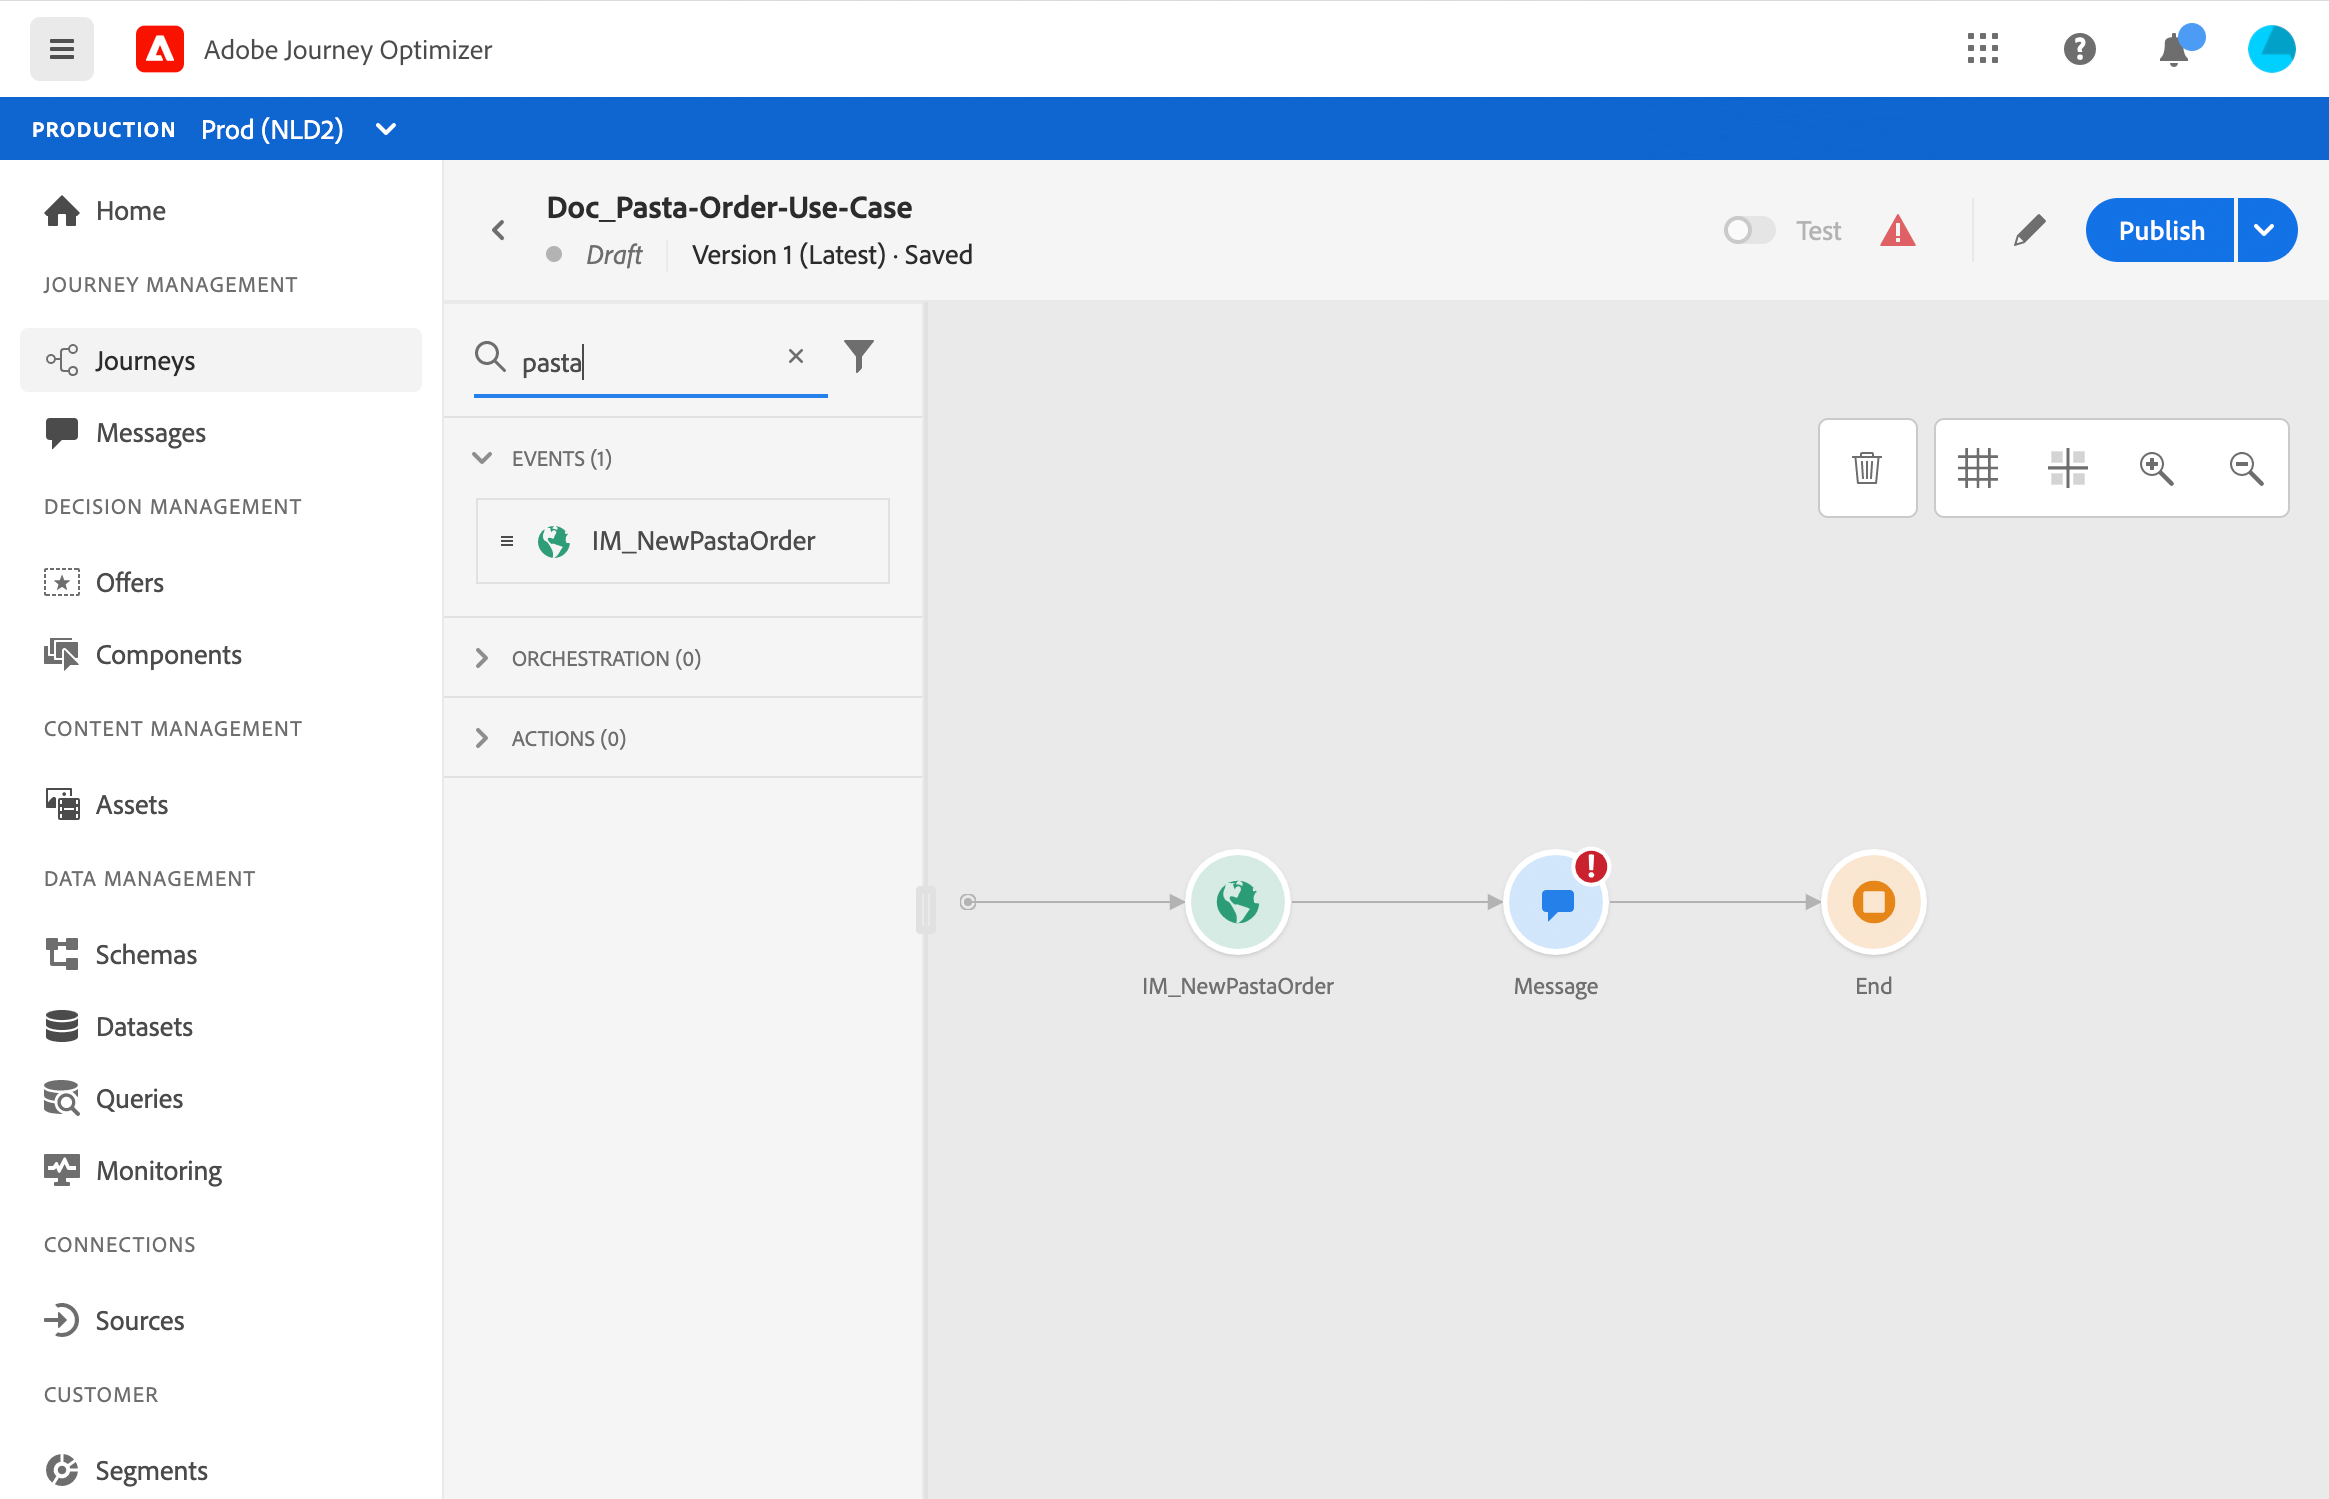 Adobe Journey Optimizer
PRODUCTION Prod (NLD2)
Home
JOURNEY MANAGEMENT
Journeys
Messages
DECISION MANAGEMENT
Offers
Components
CONTENT MANAGEMENT
Assets
DATA MANAGEMENT
Schemas
Datasets
Queries
Monitoring
CONNECTIONS
Sources
CUSTOMER
Segments
Doc_Pasta-Order-Use-Case
Draft Version 1 (Latest) · Saved
Test
Publish
pasta
EVENTS (1)
IM_NewPastaOrder
ORCHESTRATION (0)
ACTIONS (0)
IM_NewPastaOrder
Message
End